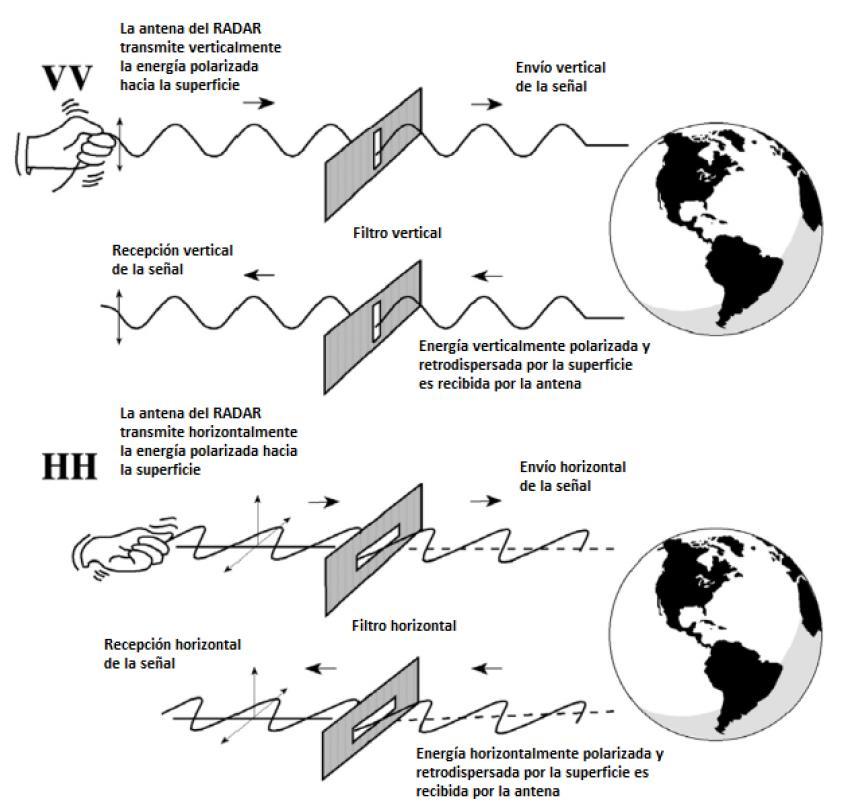 La antena del RADAR
transmite verticalmente
la energía polarizada
hacia la superficie
VV
Envío vertical
de la señal
Filtro vertical
Recepción vertical
de la señal
Energía verticalmente polarizada y
retrodispersada por la superficie
es recibida por la antena
La antena del RADAR
transmite horizontalmente
la energía polarizada hacia
la superficie
HH
Envío horizontal
de la señal
Filtro horizontal
Recepción horizontal
de la señal
Energía horizontalmente polarizada y
retrodispersada por la superficie es
recibida por la antena